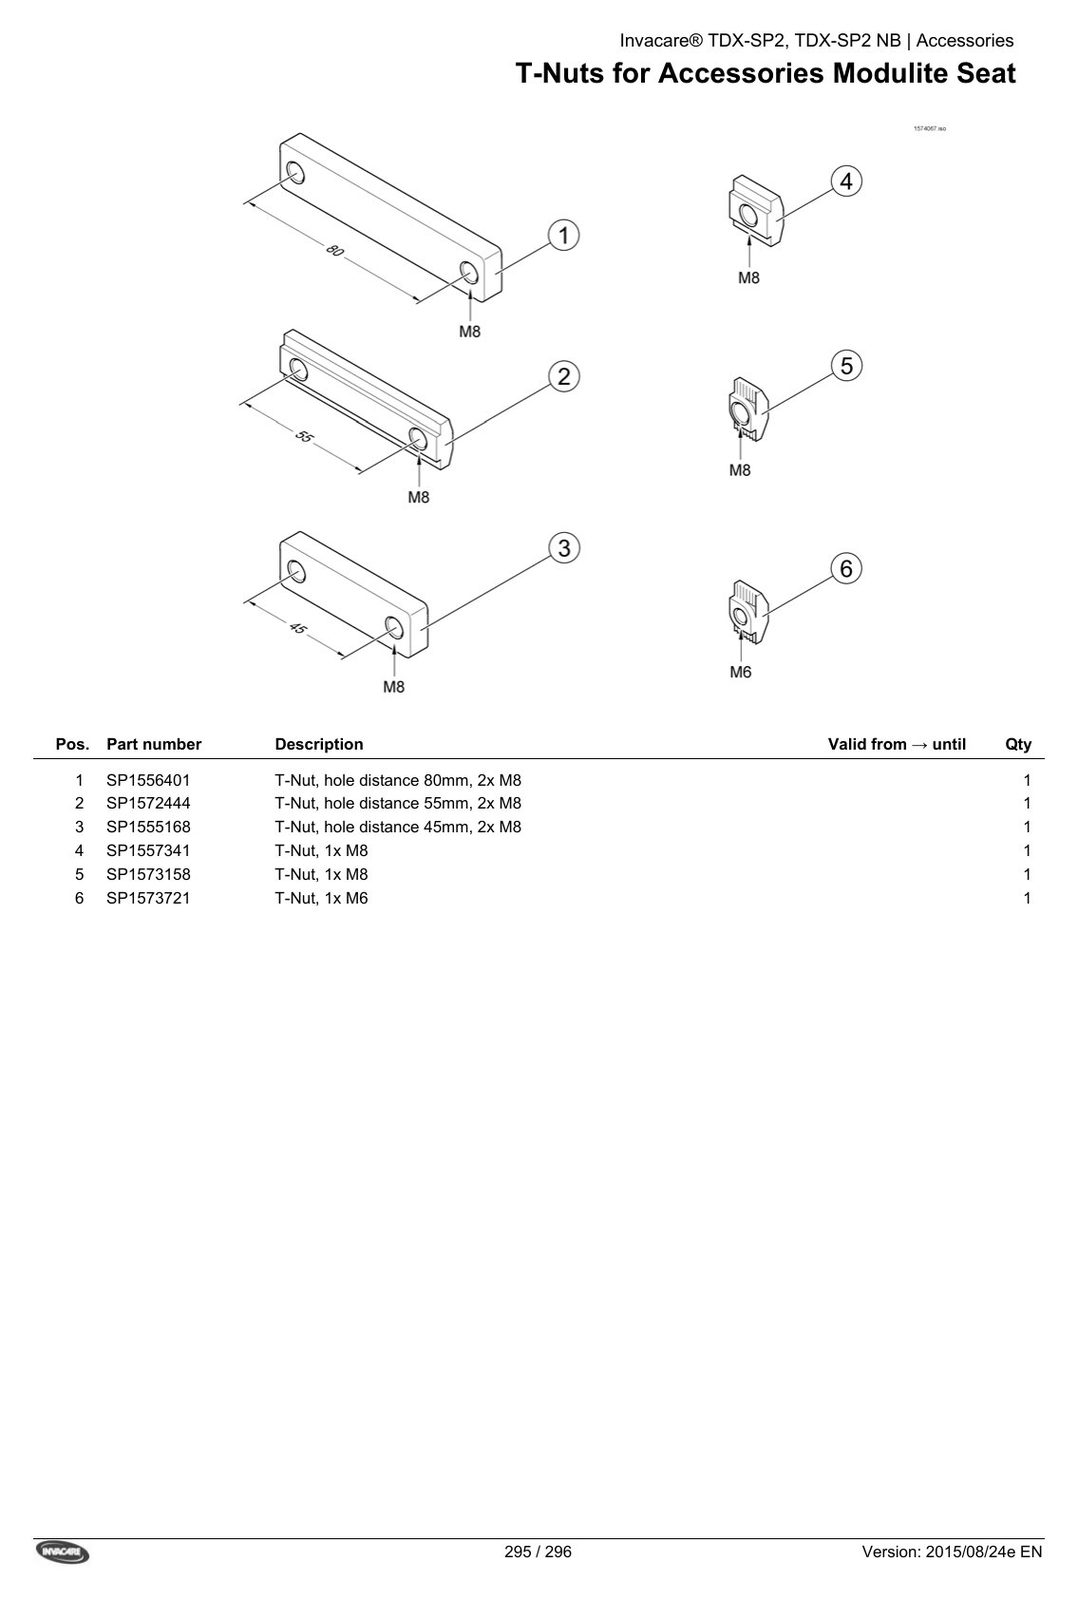 Invacare® TDX-SP2, TDX-SP2 NB | Accessories
T-Nuts for Accessories Modulite Seat
1574067.iso
1
80
M8
4
M8
2
55
M8
5
M8
3
45
M8
6
M6
Pos. Part number Description Valid from → until Qty
1 SP1556401 T-Nut, hole distance 80mm, 2x M8 1
2 SP1572444 T-Nut, hole distance 55mm, 2x M8 1
3 SP1555168 T-Nut, hole distance 45mm, 2x M8 1
4 SP1557341 T-Nut, 1x M8 1
5 SP1573158 T-Nut, 1x M8 1
6 SP1573721 T-Nut, 1x M6 1
INVACARE 295 / 296 Version: 2015/08/24e EN